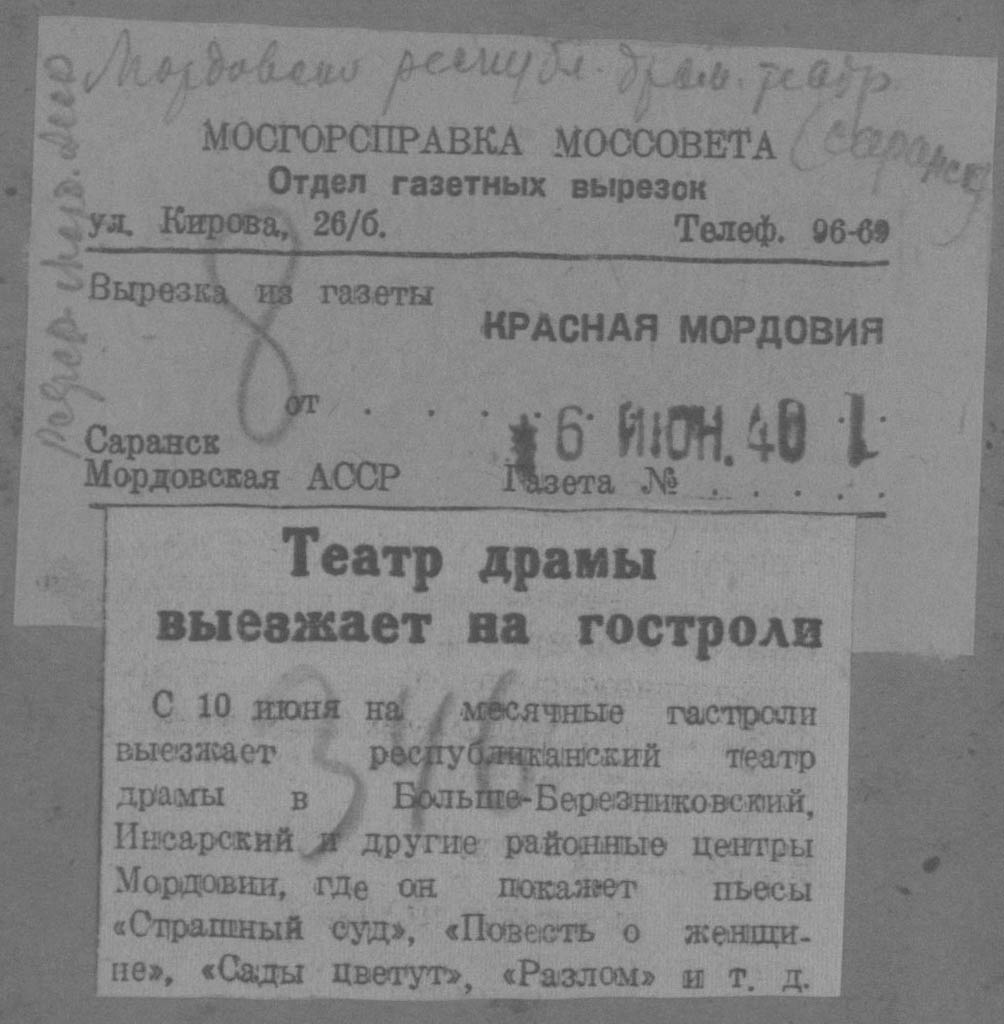 Мордовский республ. драм. театр
(Саранск)
МОСГОРСПРАВКА МОССОВЕТА
Отдел газетных вырезок
ул. Кирова, 26/б. Телеф. 96-69
Вырезка из газеты
КРАСНАЯ МОРДОВИЯ
8
от . . . 6 ИЮН. 40
Саранск
Мордовская АССР Газета № . . . . .
Театр драмы
выезжает на гостроли
346
С 10 июня на месячные гастроли
выезжает республиканский театр
драмы в Больше-Березниковский,
Инсарский и другие районные центры
Мордовии, где он покажет пьесы
«Страшный суд», «Повесть о женщи-
не», «Сады цветут», «Разлом» и т. д.